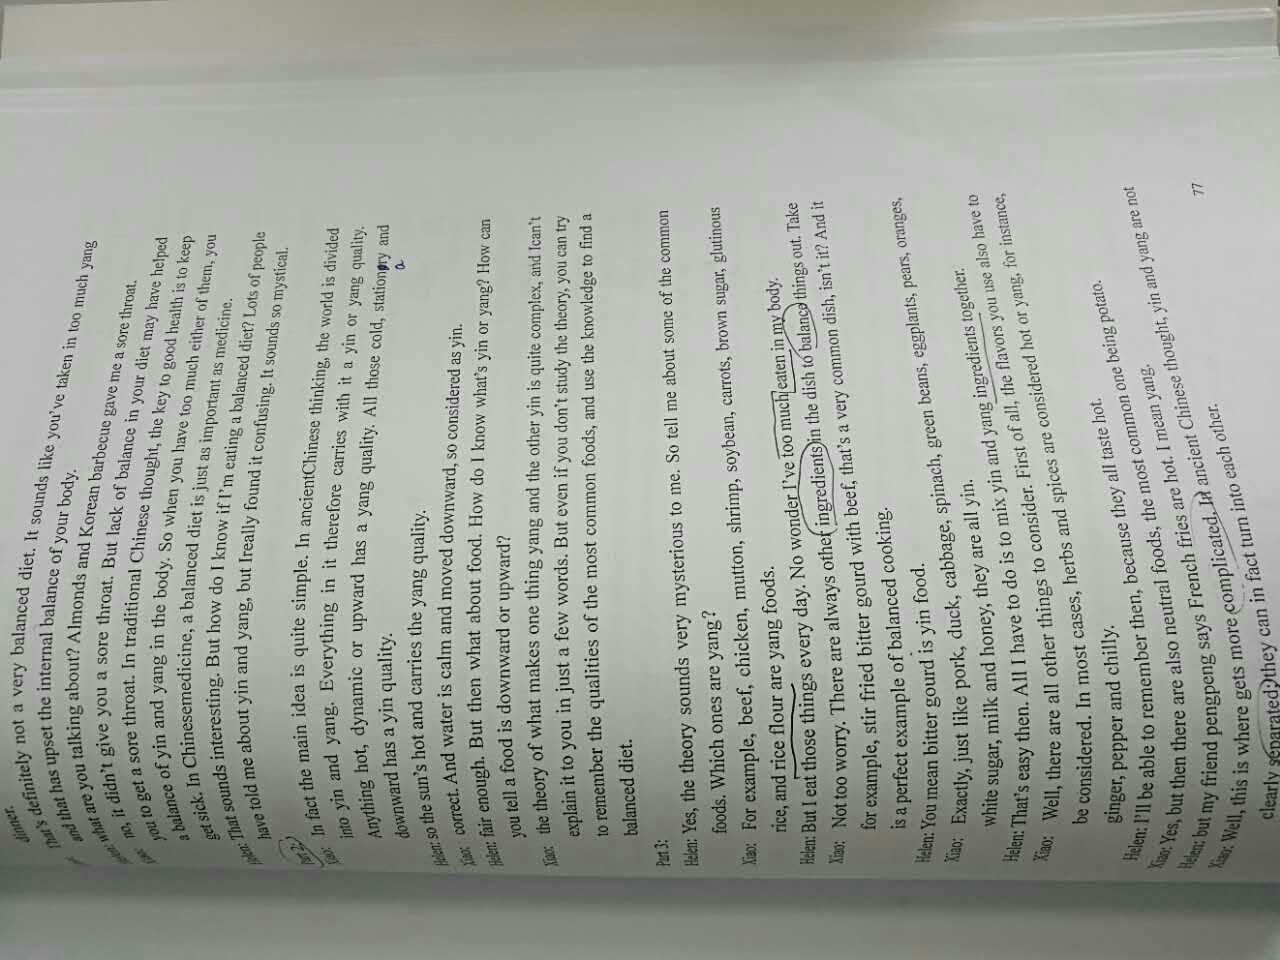 dinner.
That's definitely not a very balanced diet. It sounds like you've taken in too much yang
and that has upset the internal balance of your body.
Helen: what are you talking about? Almonds and Korean barbecue gave me a sore throat.
Xiao: no, it didn't give you a sore throat. But lack of balance in your diet may have helped
you to get a sore throat. In traditional Chinese thought, the key to good health is to keep
a balance of yin and yang in the body. So when you have too much either of them, you
get sick. In Chinesemedicine, a balanced diet is just as important as medicine.
Helen: That sounds interesting. But how do I know if I'm eating a balanced diet? Lots of people
have told me about yin and yang, but Ireally found it confusing. It sounds so mystical.
Part 2:
Xiao: In fact the main idea is quite simple. In ancientChinese thinking, the world is divided
into yin and yang. Everything in it therefore carries with it a yin or yang quality.
Anything hot, dynamic or upward has a yang quality. All those cold, stationery and
a
downward has a yin quality.
Helen: so the sun's hot and carries the yang quality.
Xiao: correct. And water is calm and moved downward, so considered as yin.
Helen: fair enough. But then what about food. How do I know what's yin or yang? How can
you tell a food is downward or upward?
Xiao: the theory of what makes one thing yang and the other yin is quite complex, and Ican't
explain it to you in just a few words. But even if you don't study the theory, you can try
to remember the qualities of the most common foods, and use the knowledge to find a
balanced diet.
Part 3:
Helen: Yes, the theory sounds very mysterious to me. So tell me about some of the common
foods. Which ones are yang?
Xiao: For example, beef, chicken, mutton, shrimp, soybean, carrots, brown sugar, glutinous
rice, and rice flour are yang foods.
Helen: But I eat those things every day. No wonder I've too much eaten in my body.
Xiao: Not too worry. There are always other ingredients in the dish to balance things out. Take
for example, stir fried bitter gourd with beef, that's a very common dish, isn't it? And it
is a perfect example of balanced cooking.
Helen: You mean bitter gourd is yin food.
Xiao: Exactly, just like pork, duck, cabbage, spinach, green beans, eggplants, pears, oranges,
white sugar, milk and honey, they are all yin.
Helen: That's easy then. All I have to do is to mix yin and yang ingredients together.
Xiao: Well, there are all other things to consider. First of all, the flavors you use also have to
be considered. In most cases, herbs and spices are considered hot or yang, for instance,
ginger, pepper and chilly.
Helen: I'll be able to remember then, because they all taste hot.
Xiao: Yes, but then there are also neutral foods, the most common one being potato.
Helen: but my friend pengpeng says French fries are hot. I mean yang.
Xiao: Well, this is where gets more complicated. In ancient Chinese thought, yin and yang are not
clearly separated; they can in fact turn into each other.
77